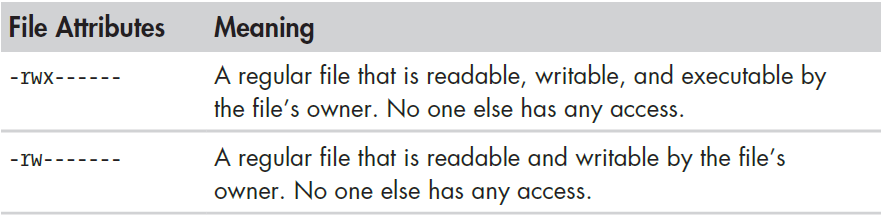 File Attributes Meaning
-rwx------ A regular file that is readable, writable, and executable by
the file’s owner. No one else has any access.
-rw------- A regular file that is readable and writable by the file’s
owner. No one else has any access.